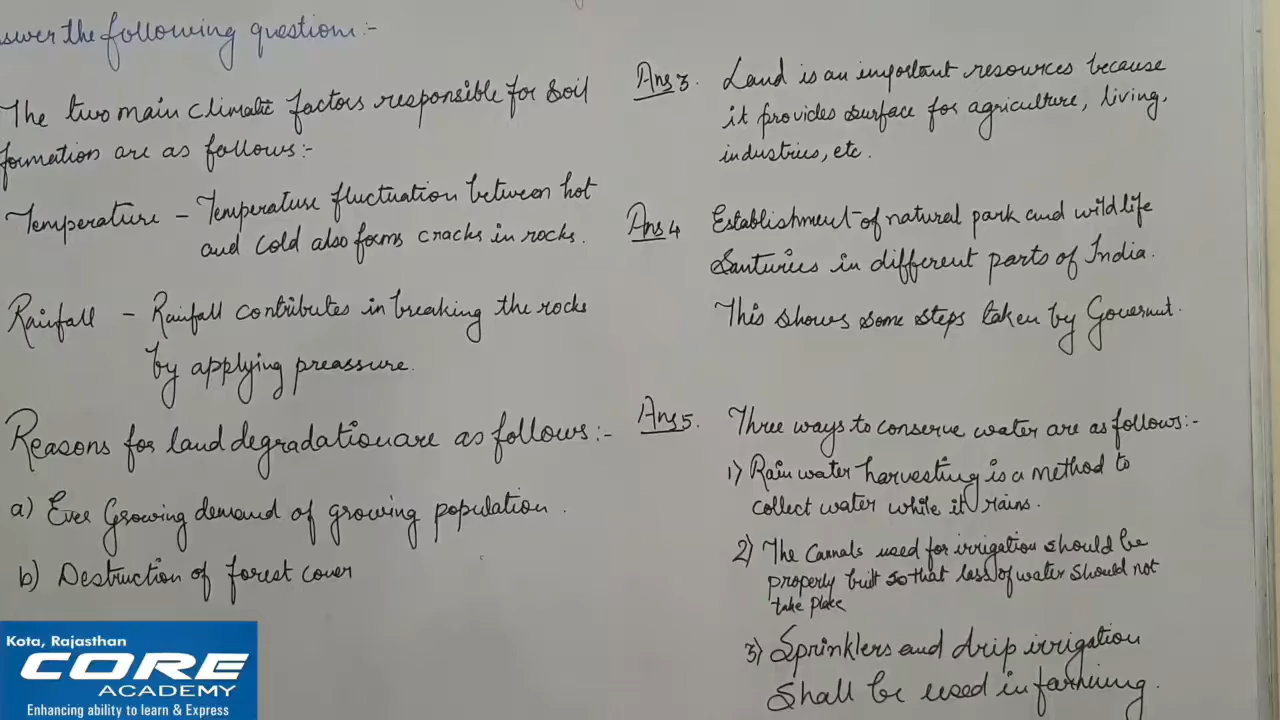 swer the following question:-
The two main climatic factors responsible for soil
formation are as follows:-
Temperature - Temperature fluctuation between hot
and cold also forms cracks in rocks.
Rainfall - Rainfall contributes in breaking the rocks
by applying preassure.
Reasons for land degradation are as follows:-
a) Ever Growing demand of growing population.
b) Destruction of forest cover
Ans 3. Land is an important resources because
it provides surface for agriculture, living,
industries, etc.
Ans 4 Establishment of natural park and wildlife
Santuries in different parts of India.
This shows some steps taken by Governt.
Ans 5. Three ways to conserve water are as follows:-
1) Rain water harvesting is a method to
collect water while it rains.
2) The Cannals used for irrigation should be
properly built so that loss of water should not
take place
3) Sprinklers and drip irrigation
shall be used in farming.
Kota, Rajasthan
CORE
ACADEMY
Enhancing ability to learn & Express